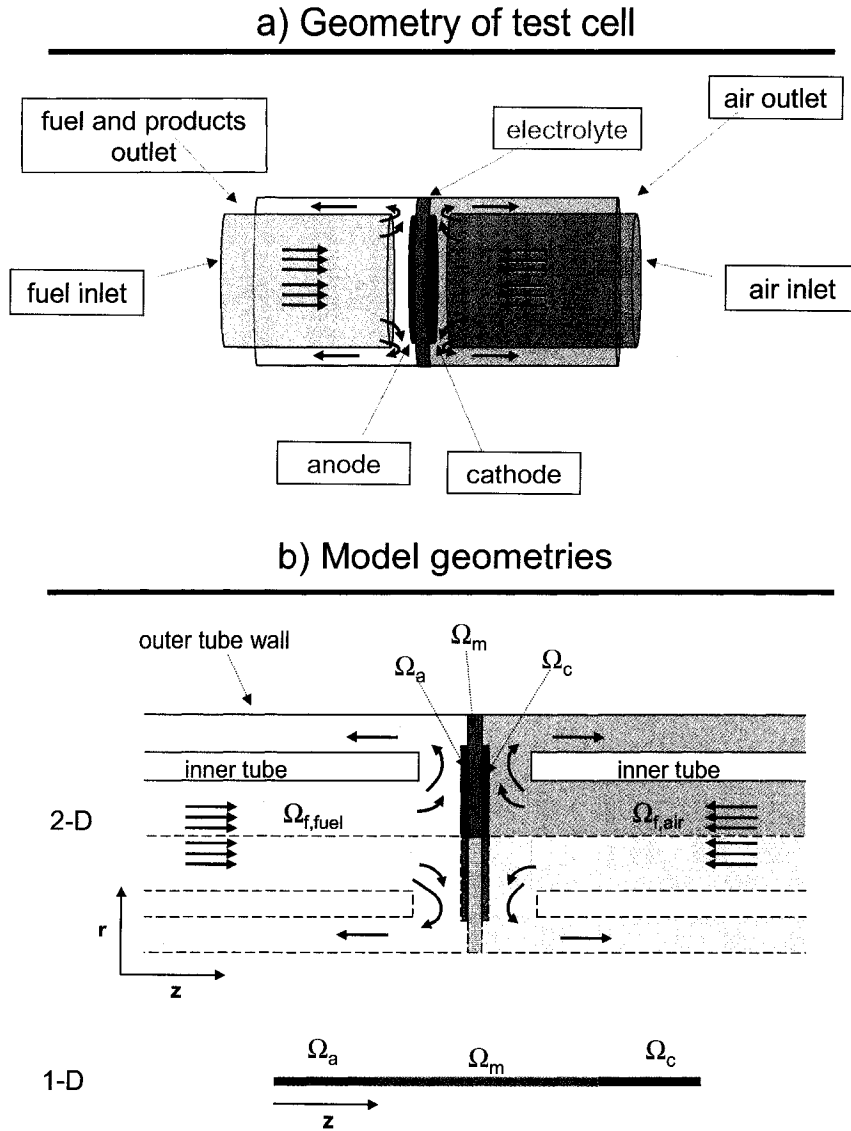 a) Geometry of test cell
fuel and products
outlet
electrolyte
air outlet
fuel inlet
air inlet
anode
cathode
b) Model geometries
outer tube wall
Ωm
Ωa
Ωc
inner tube
inner tube
2-D
Ωf,fuel
Ωf,air
r
z
Ωa
Ωm
Ωc
1-D
z